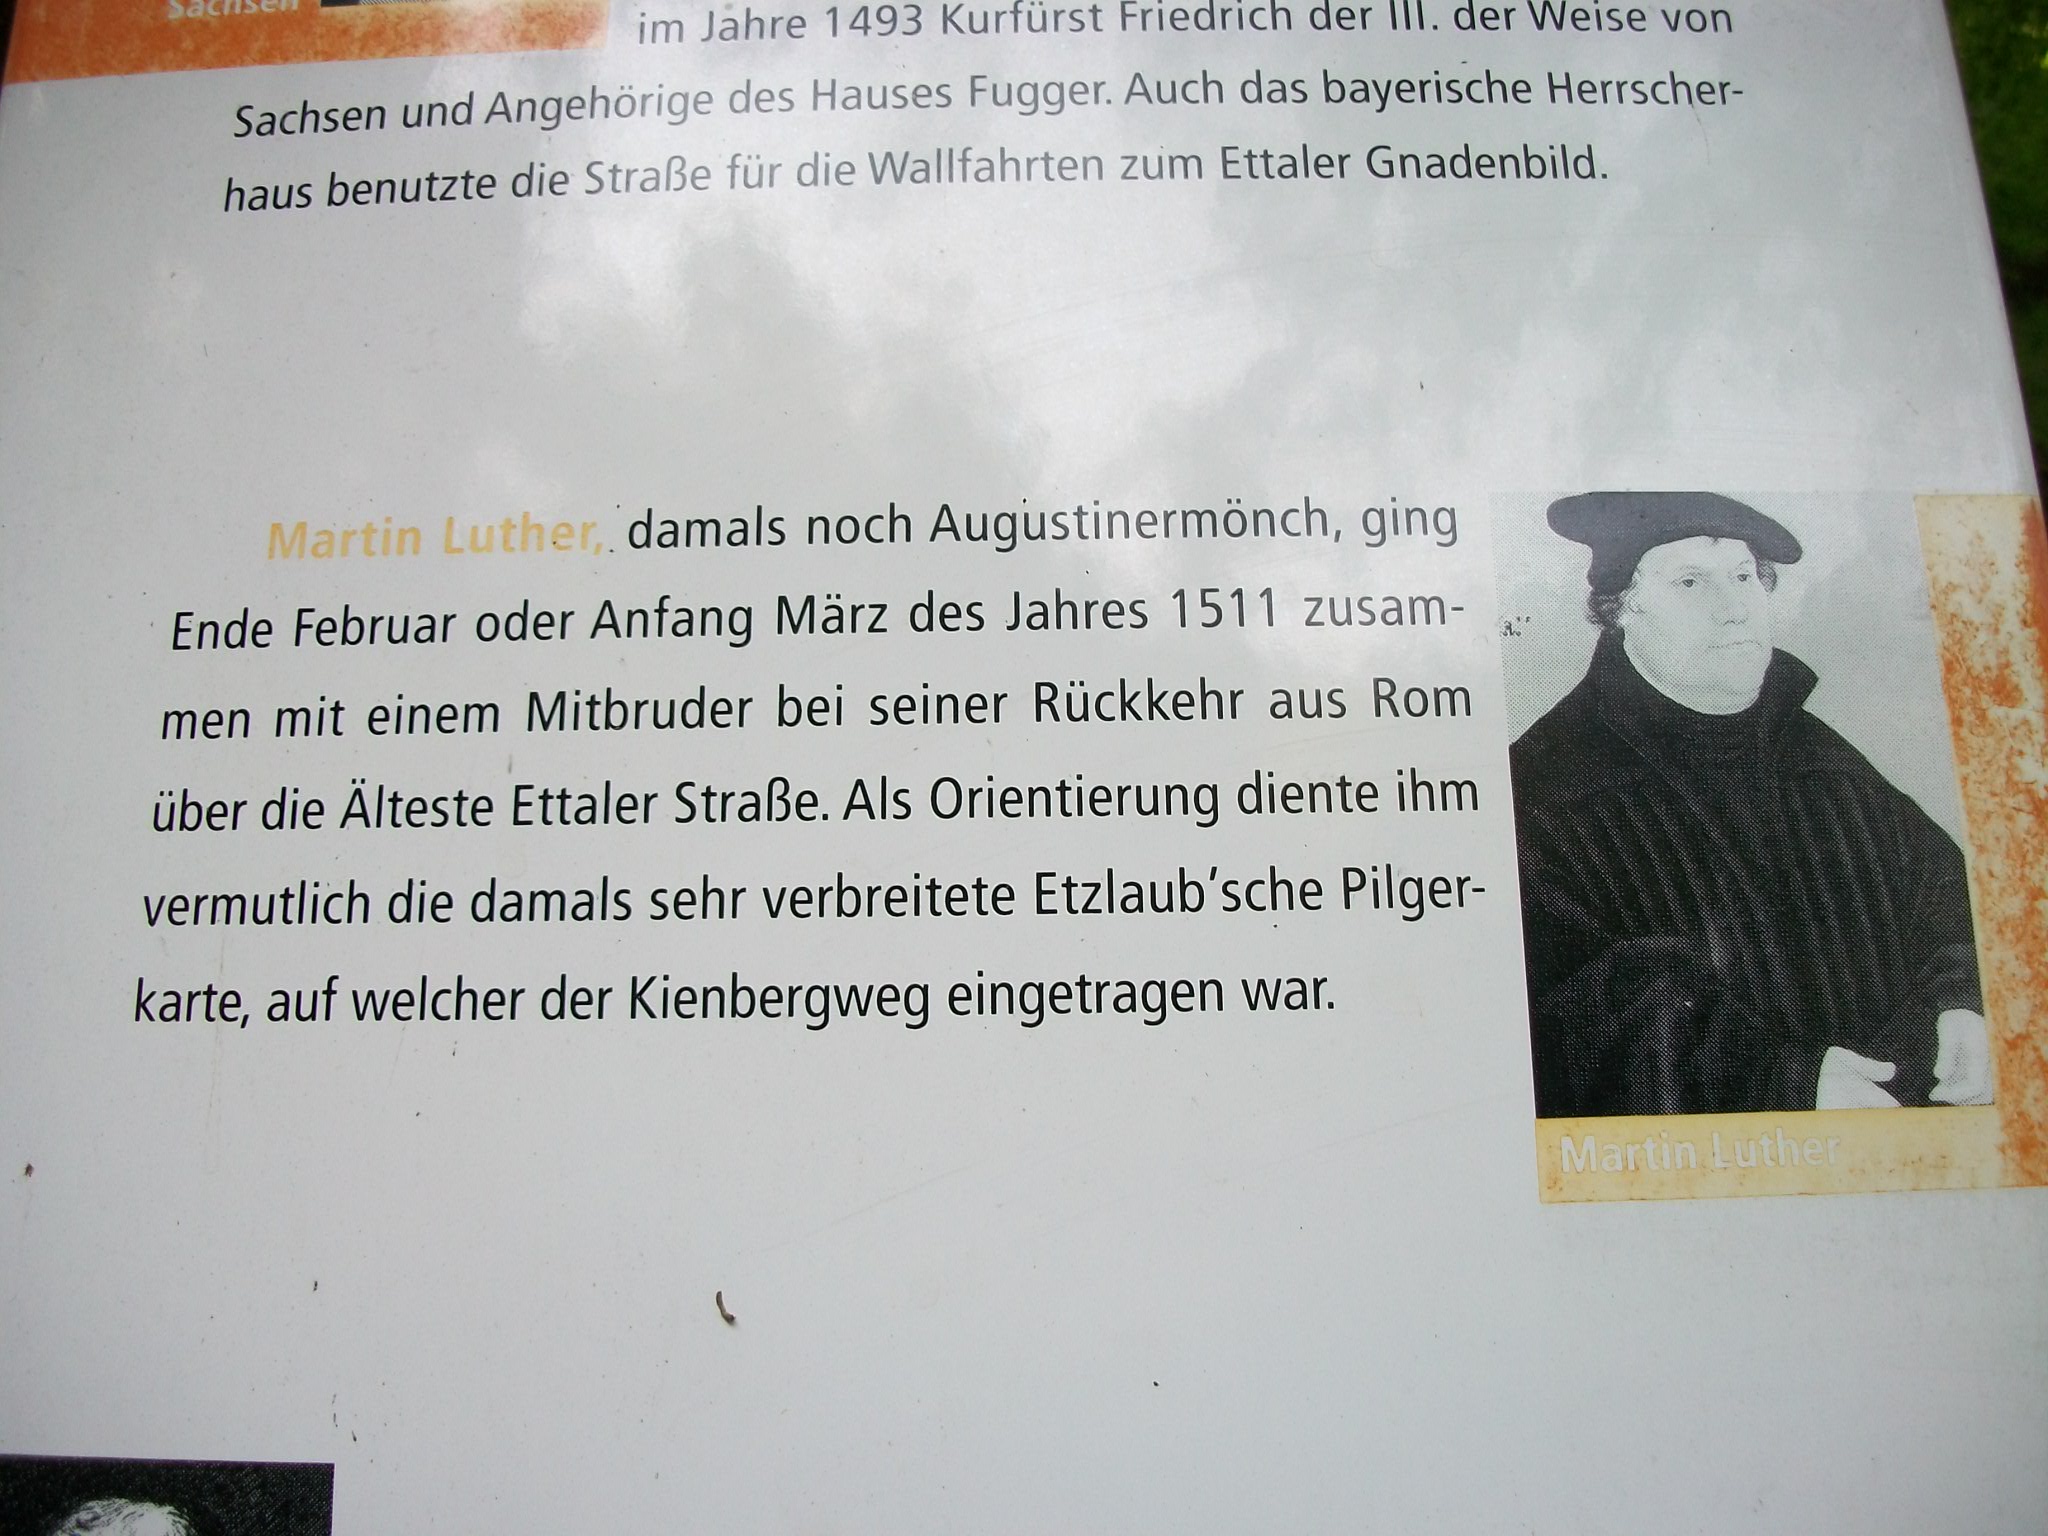 Sachsen
im Jahre 1493 Kurfürst Friedrich der III. der Weise von
Sachsen und Angehörige des Hauses Fugger. Auch das bayerische Herrscher-
haus benutzte die Straße für die Wallfahrten zum Ettaler Gnadenbild.
Martin Luther, damals noch Augustinermönch, ging
Ende Februar oder Anfang März des Jahres 1511 zusam-
men mit einem Mitbruder bei seiner Rückkehr aus Rom
über die Älteste Ettaler Straße. Als Orientierung diente ihm
vermutlich die damals sehr verbreitete Etzlaub'sche Pilger-
karte, auf welcher der Kienbergweg eingetragen war.
Martin Luther